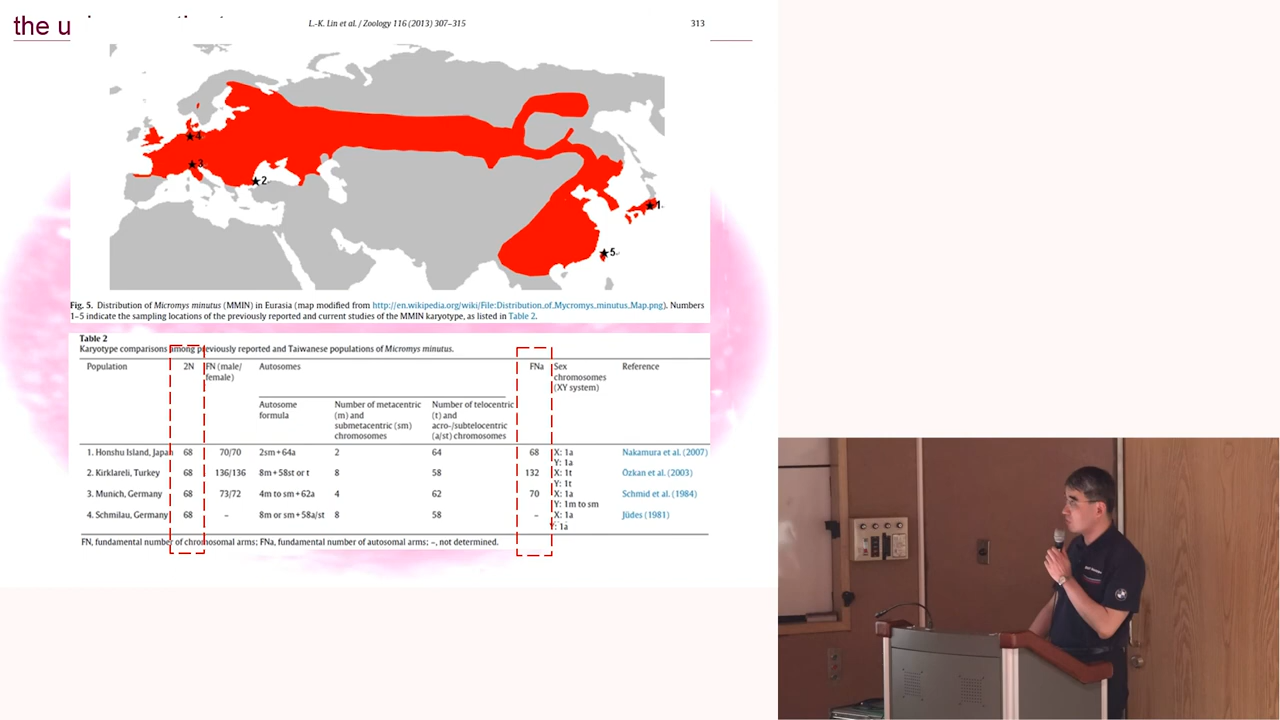 the u
L.-K. Lin et al. / Zoology 116 (2013) 307–315
313
4
3
2
1
5
Fig. 5. Distribution of Micromys minutus (MMIN) in Eurasia (map modified from http://en.wikipedia.org/wiki/File:Distribution_of_Mycromys_minutus_Map.png). Numbers
1–5 indicate the sampling locations of the previously reported and current studies of the MMIN karyotype, as listed in Table 2.
Table 2
Karyotype comparisons among previously reported and Taiwanese populations of Micromys minutus.
Population 2N FN (male/ Autosomes FNa Sex Reference
female) chromosomes
(XY system)
Autosome Number of metacentric Number of telocentric
formula (m) and (t) and
submetacentric (sm) acro-/subtelocentric
chromosomes (a/st) chromosomes
1. Honshu Island, Japan 68 70/70 2sm+64a 2 64 68 X: 1a Nakamura et al. (2007)
Y: 1a
2. Kirklareli, Turkey 68 136/136 8m+58st or t 8 58 132 X: 1t Özkan et al. (2003)
Y: 1t
3. Munich, Germany 68 73/72 4m to sm+62a 4 62 70 X: 1a Schmid et al. (1984)
Y: 1m to sm
4. Schmilau, Germany 68 – 8m or sm+58a/st 8 58 – X: 1a Jüdes (1981)
Y: 1a
FN, fundamental number of chromosomal arms; FNa, fundamental number of autosomal arms; –, not determined.